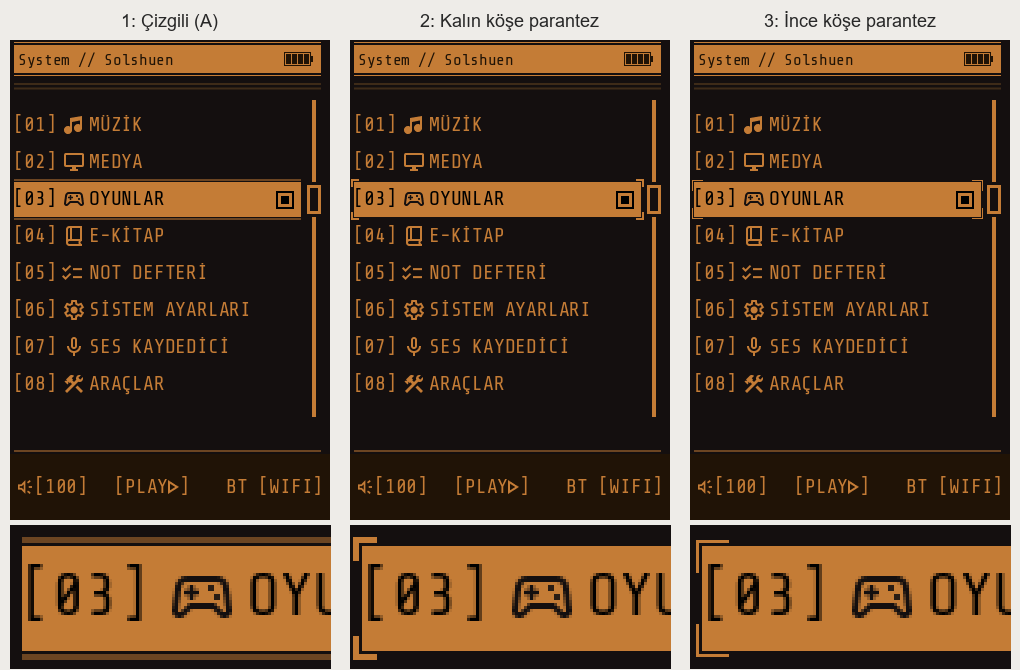 1: Çizgili (A)
System // Solshuen
[01] MÜZİK
[02] MEDYA
[03] OYUNLAR
[04] E-KİTAP
[05] NOT DEFTERİ
[06] SİSTEM AYARLARI
[07] SES KAYDEDİCİ
[08] ARAÇLAR
[100] [PLAY▷] BT [WIFI]
[03] OYU
2: Kalın köşe parantez
System // Solshuen
[01] MÜZİK
[02] MEDYA
[03] OYUNLAR
[04] E-KİTAP
[05] NOT DEFTERİ
[06] SİSTEM AYARLARI
[07] SES KAYDEDİCİ
[08] ARAÇLAR
[100] [PLAY▷] BT [WIFI]
[03] OYU
3: İnce köşe parantez
System // Solshuen
[01] MÜZİK
[02] MEDYA
[03] OYUNLAR
[04] E-KİTAP
[05] NOT DEFTERİ
[06] SİSTEM AYARLARI
[07] SES KAYDEDİCİ
[08] ARAÇLAR
[100] [PLAY▷] BT [WIFI]
[03] OYU